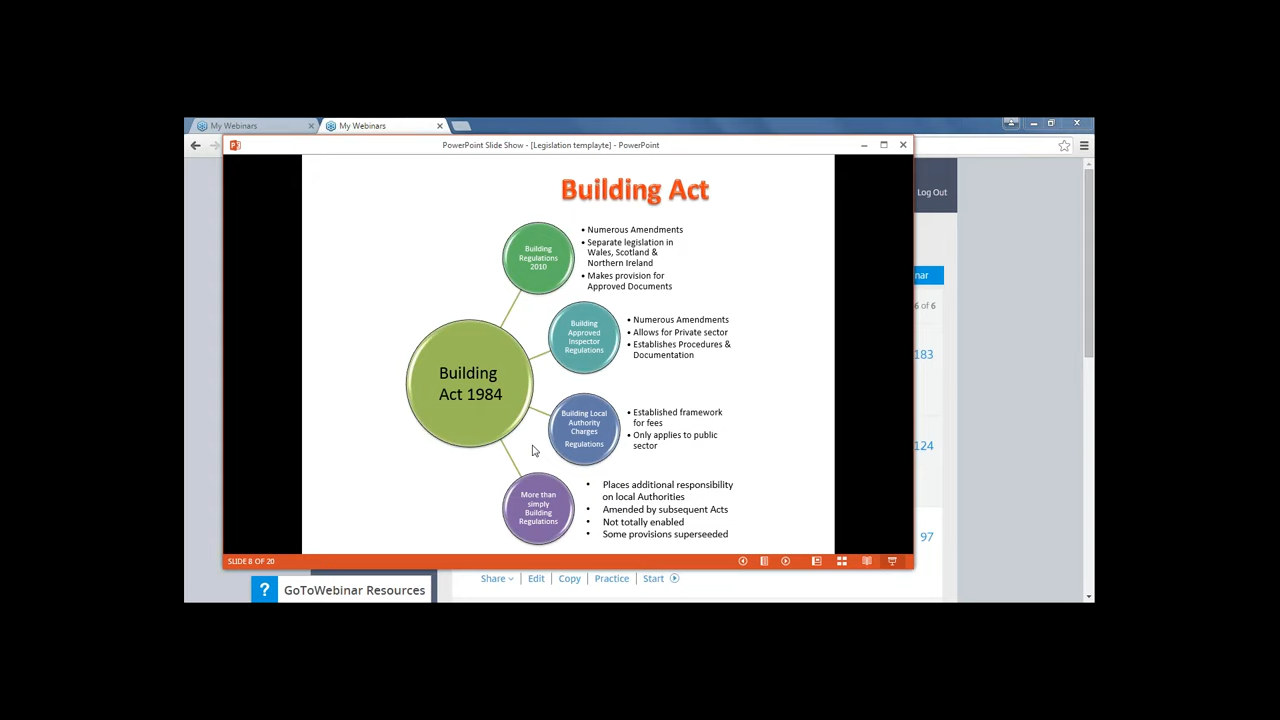 My Webinars
My Webinars
PowerPoint Slide Show - [Legislation templayte] - PowerPoint
Log Out
Building Act
Building
Regulations
2010
• Numerous Amendments
• Separate legislation in
Wales, Scotland &
Northern Ireland
• Makes provision for
Approved Documents
Building
Approved
Inspector
Regulations
• Numerous Amendments
• Allows for Private sector
• Establishes Procedures &
Documentation
Building
Act 1984
Building Local
Authority
Charges
Regulations
• Established framework
for fees
• Only applies to public
sector
More than
simply
Building
Regulations
• Places additional responsibility
on local Authorities
• Amended by subsequent Acts
• Not totally enabled
• Some provisions superseeded
nar
6 of 6
183
124
97
SLIDE 8 OF 20
? GoToWebinar Resources
Share Edit Copy Practice Start